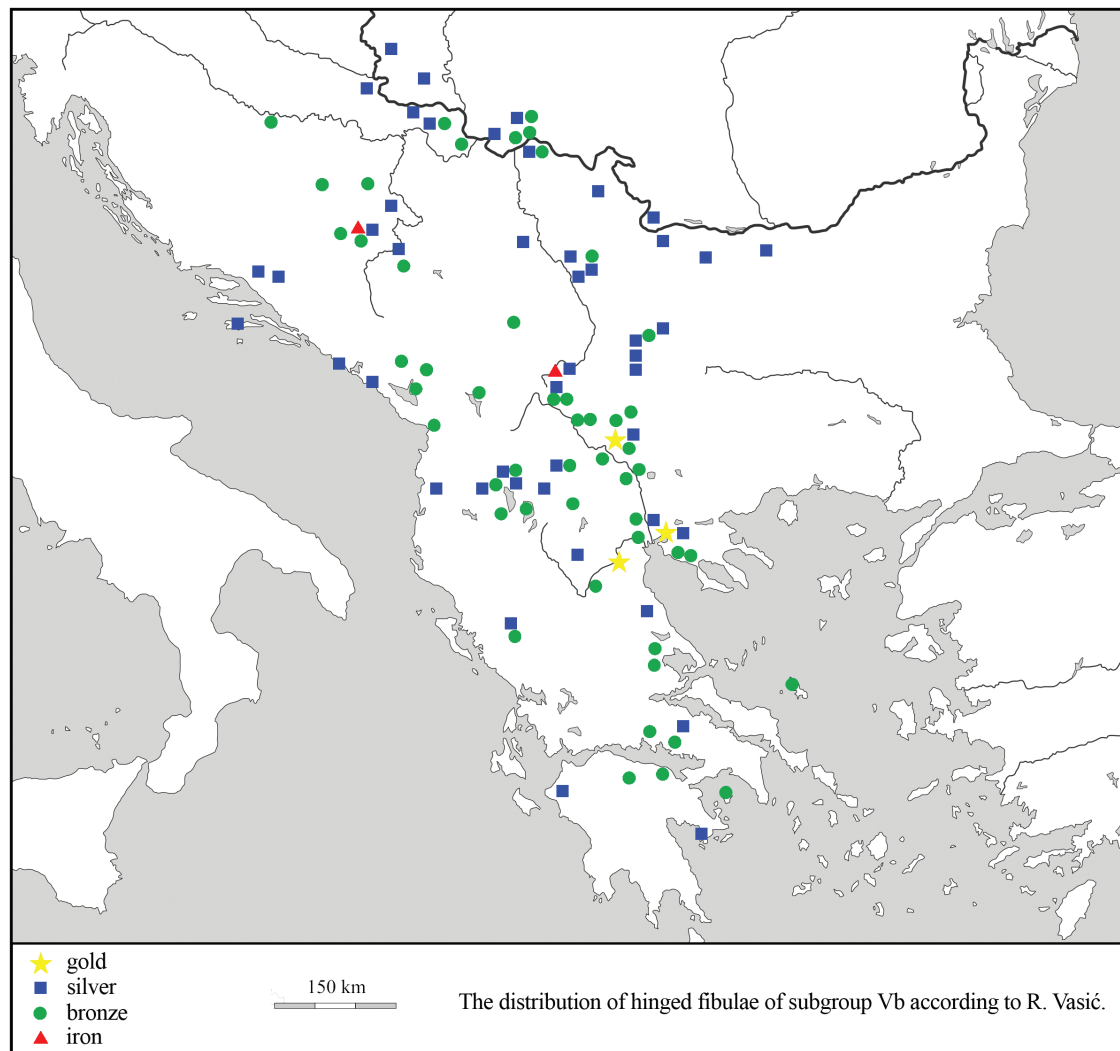 gold
silver
bronze
iron
150 km
The distribution of hinged fibulae of subgroup Vb according to R. Vasić.